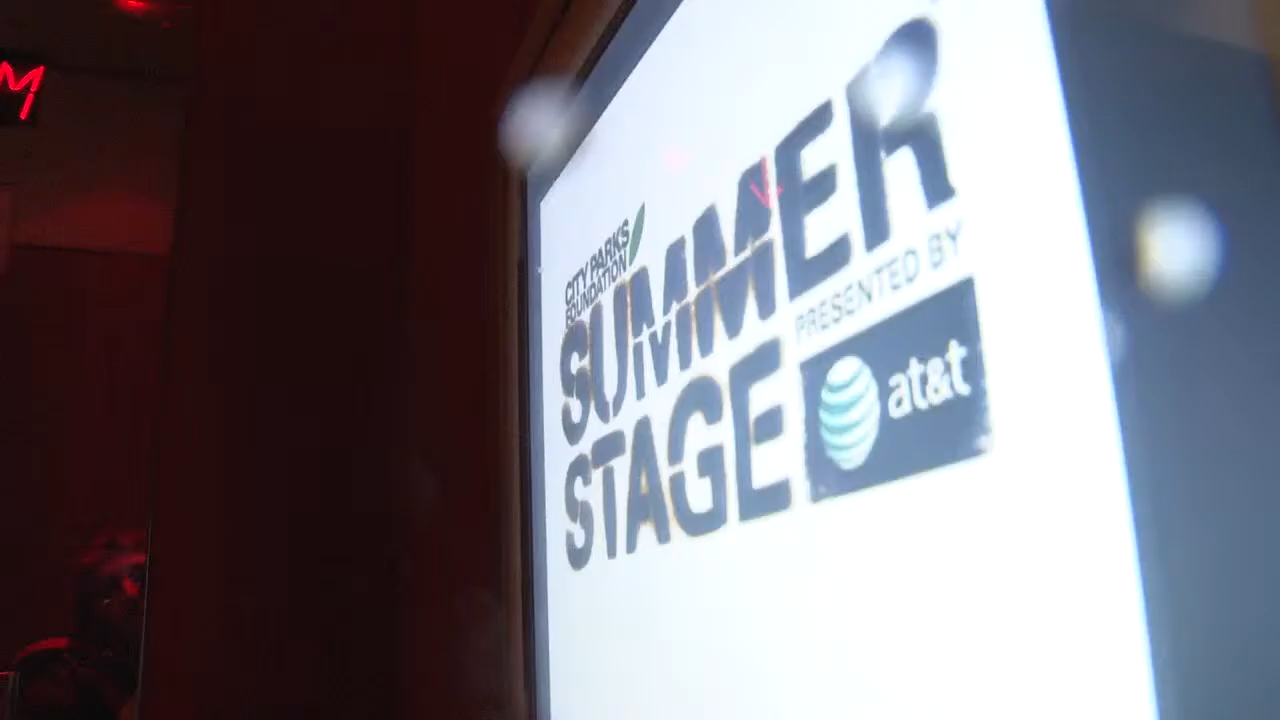 M
CITY PARKS
FOUNDATION
SUMMER
STAGE
PRESENTED BY
at&t